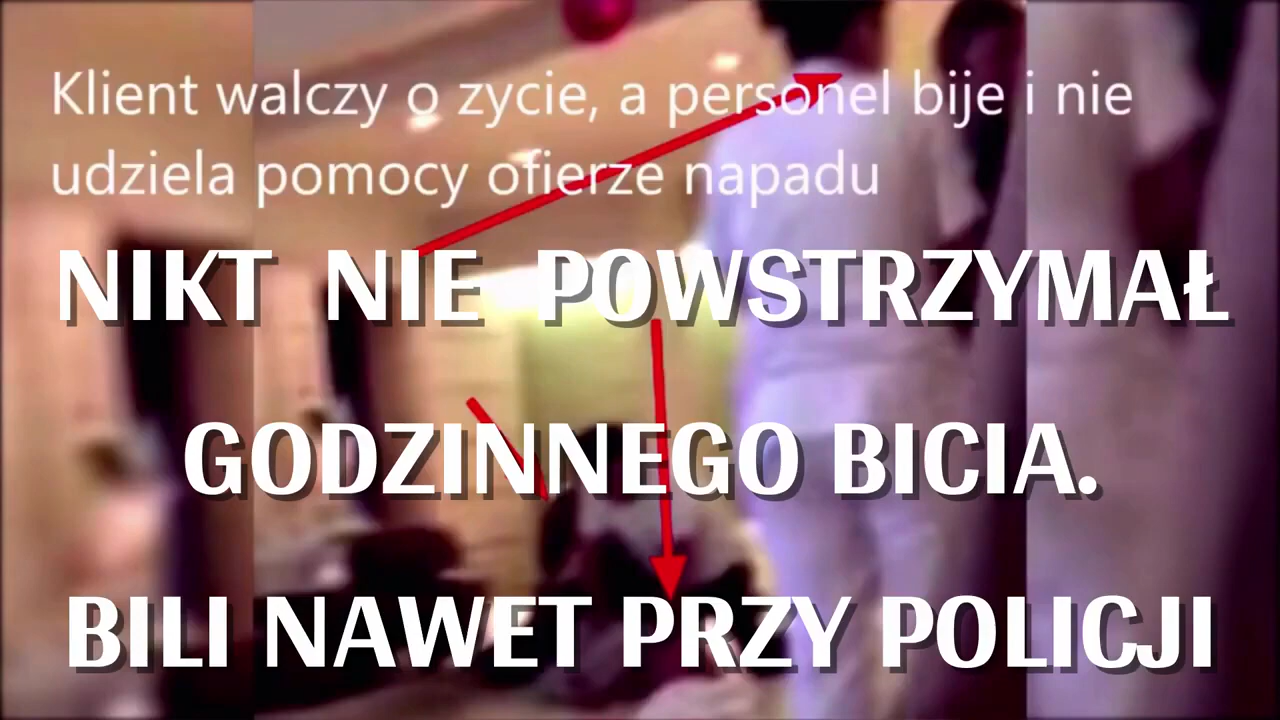 Klient walczy o zycie, a personel bije i nie
udziela pomocy ofierze napadu
NIKT NIE POWSTRZYMAŁ
GODZINNEGO BICIA.
BILI NAWET PRZY POLICJI